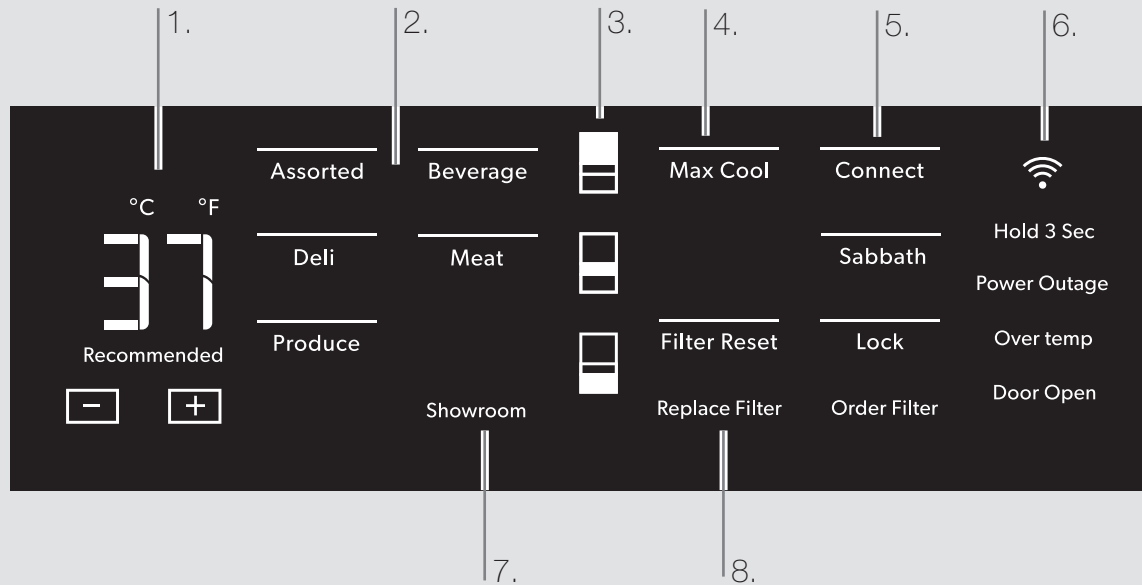 1.
2.
3.
4.
5.
6.
Assorted
Beverage
Max Cool
Connect
°C °F
37
Deli
Meat
Sabbath
Hold 3 Sec
Power Outage
Produce
Filter Reset
Lock
Over temp
Recommended
Door Open
- +
Showroom
Replace Filter
Order Filter
7.
8.